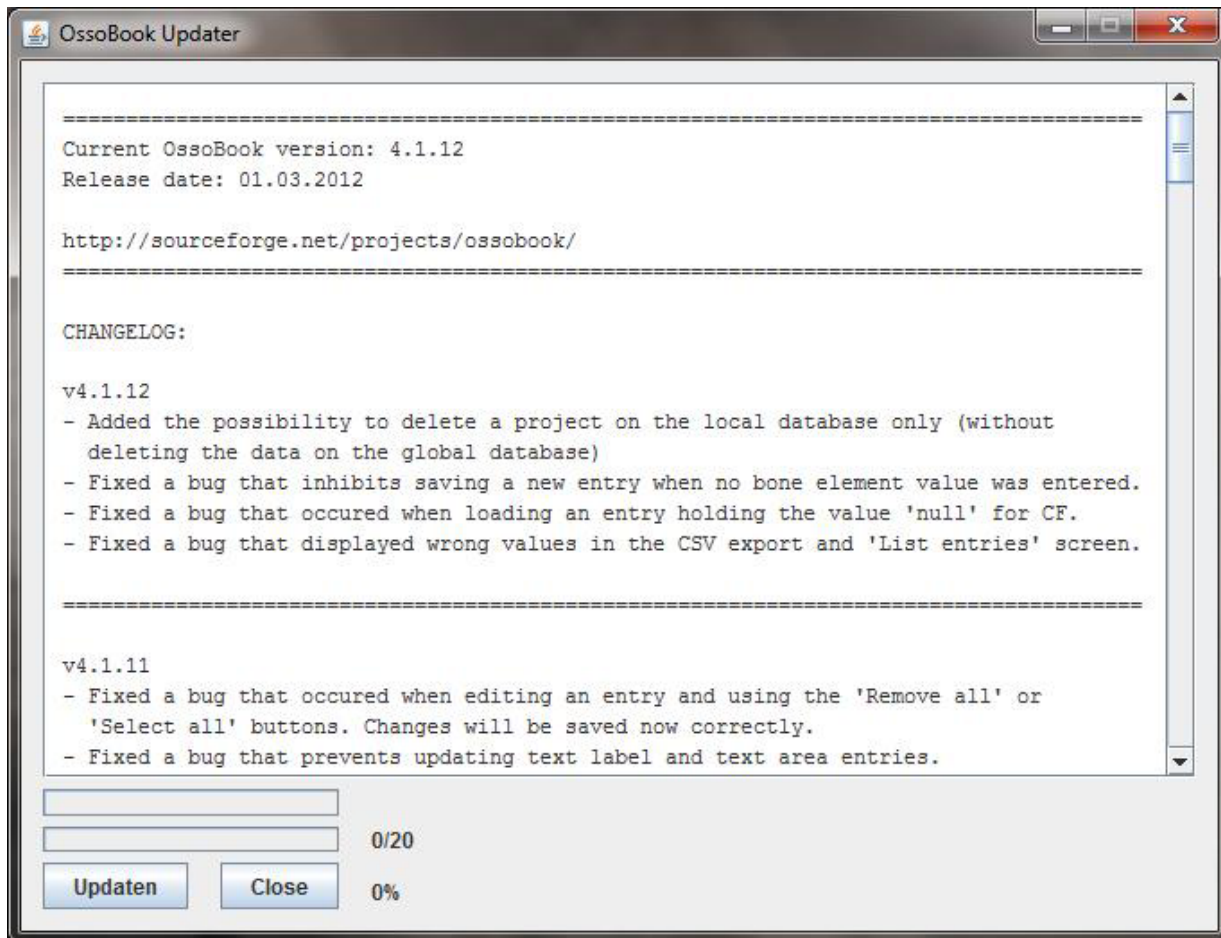 OssoBook Updater
================================================================================
Current OssoBook version: 4.1.12
Release date: 01.03.2012
http://sourceforge.net/projects/ossobook/
================================================================================
CHANGELOG:
v4.1.12
- Added the possibility to delete a project on the local database only (without
deleting the data on the global database)
- Fixed a bug that inhibits saving a new entry when no bone element value was entered.
- Fixed a bug that occured when loading an entry holding the value 'null' for CF.
- Fixed a bug that displayed wrong values in the CSV export and 'List entries' screen.
================================================================================
v4.1.11
- Fixed a bug that occured when editing an entry and using the 'Remove all' or
'Select all' buttons. Changes will be saved now correctly.
- Fixed a bug that prevents updating text label and text area entries.
0/20
Updaten Close 0%